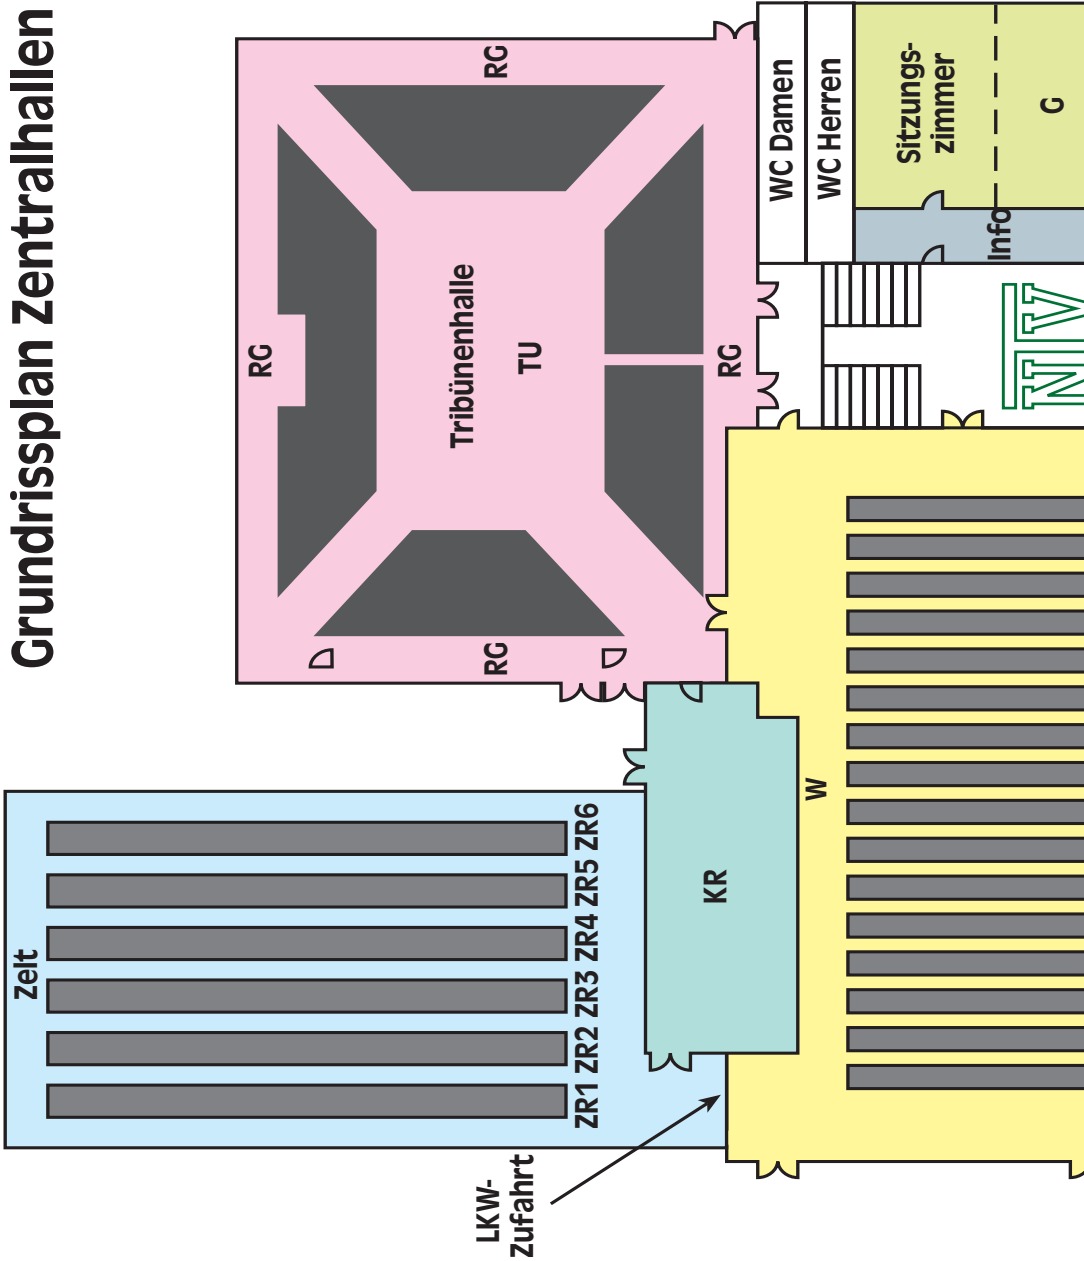 Grundrissplan Zentralhallen
Zelt
RG
Tribünenhalle
TU
RG
RG
LKW-
Zufahrt
ZR1 ZR2 ZR3 ZR4 ZR5 ZR6
KR
RG
WC Damen
W
WC Herren
Sitzungs-
zimmer
Info
G